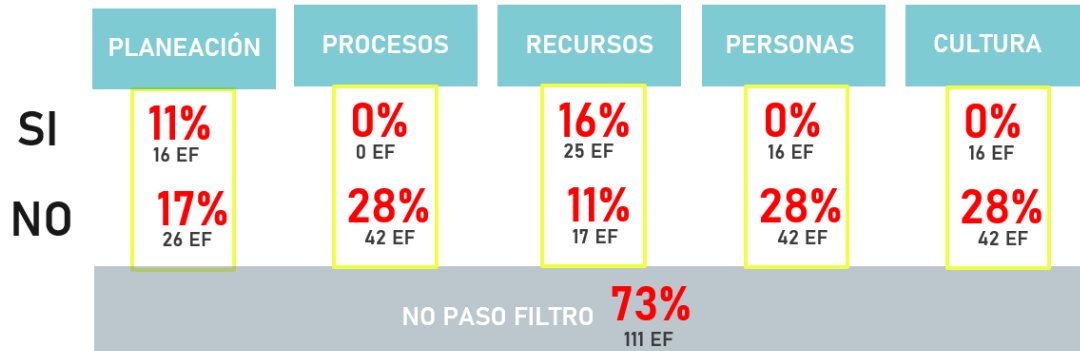 PLANEACIÓN PROCESOS RECURSOS PERSONAS CULTURA
SI 11% 0% 16% 0% 0%
16 EF 0 EF 25 EF 16 EF 16 EF
NO 17% 28% 11% 28% 28%
26 EF 42 EF 17 EF 42 EF 42 EF
NO PASO FILTRO 73%
111 EF